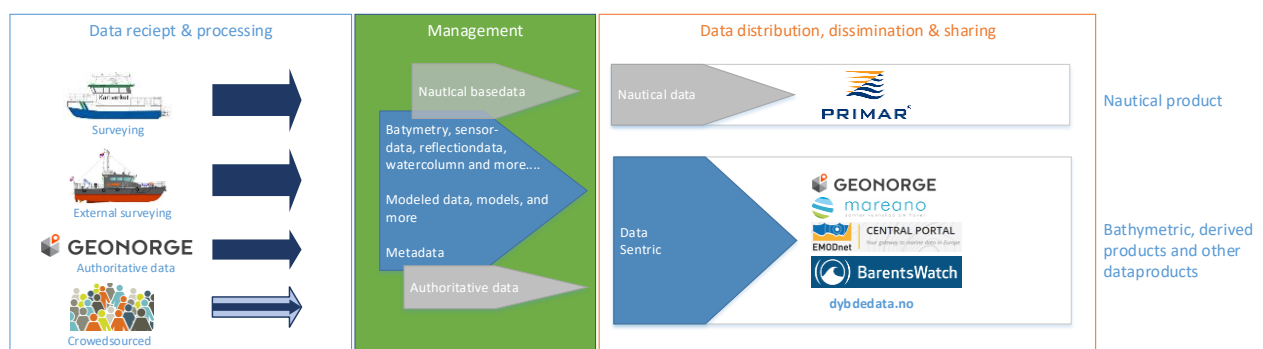 Data reciept & processing
Kartverket
Surveying
External surveying
GEONORGE
Authoritative data
Crowedsourced
Management
Nautical basedata
Batymetry, sensor-
data, reflectiondata,
watercolumn and more....
Modeled data, models, and
more
Metadata
Authoritative data
Data distribution, dissimination & sharing
Nautical data
PRIMAR
Data
Sentric
GEONORGE
mareano
EMODnet
CENTRAL PORTAL
Your gateway to marine data in Europe
BarentsWatch
dybdedata.no
Nautical product
Bathymetric, derived
products and other
dataproducts